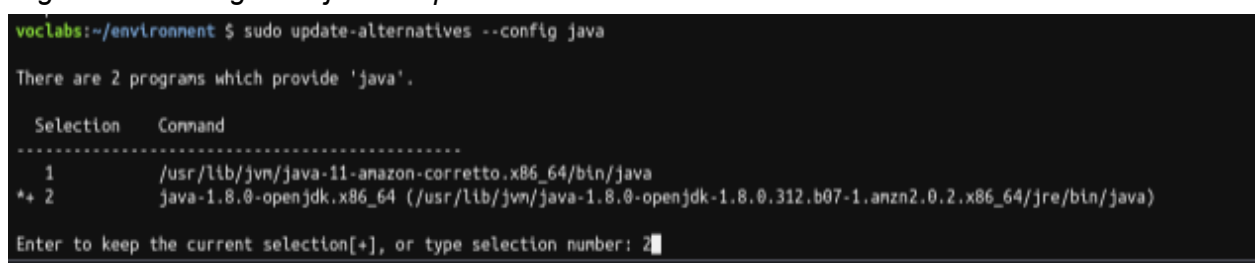 voclabs:~/environment $ sudo update-alternatives --config java
There are 2 programs which provide 'java'.
Selection Command
-----------------------------------------------
1 /usr/lib/jvm/java-11-amazon-corretto.x86_64/bin/java
*+ 2 java-1.8.0-openjdk.x86_64 (/usr/lib/jvm/java-1.8.0-openjdk-1.8.0.312.b07-1.amzn2.0.2.x86_64/jre/bin/java)
Enter to keep the current selection[+], or type selection number: 2